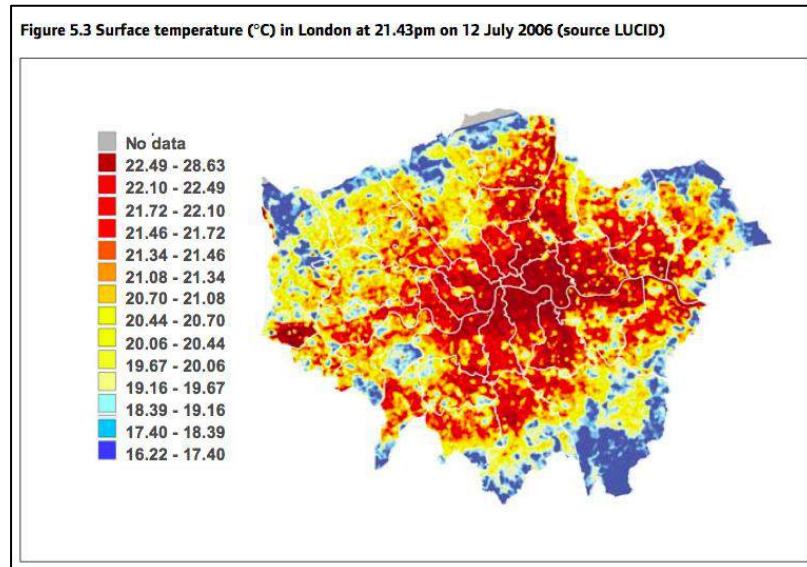 Figure 5.3 Surface temperature (°C) in London at 21.43pm on 12 July 2006 (source LUCID)
No data
22.49 - 28.63
22.10 - 22.49
21.72 - 22.10
21.46 - 21.72
21.34 - 21.46
21.08 - 21.34
20.70 - 21.08
20.44 - 20.70
20.06 - 20.44
19.67 - 20.06
19.16 - 19.67
18.39 - 19.16
17.40 - 18.39
16.22 - 17.40